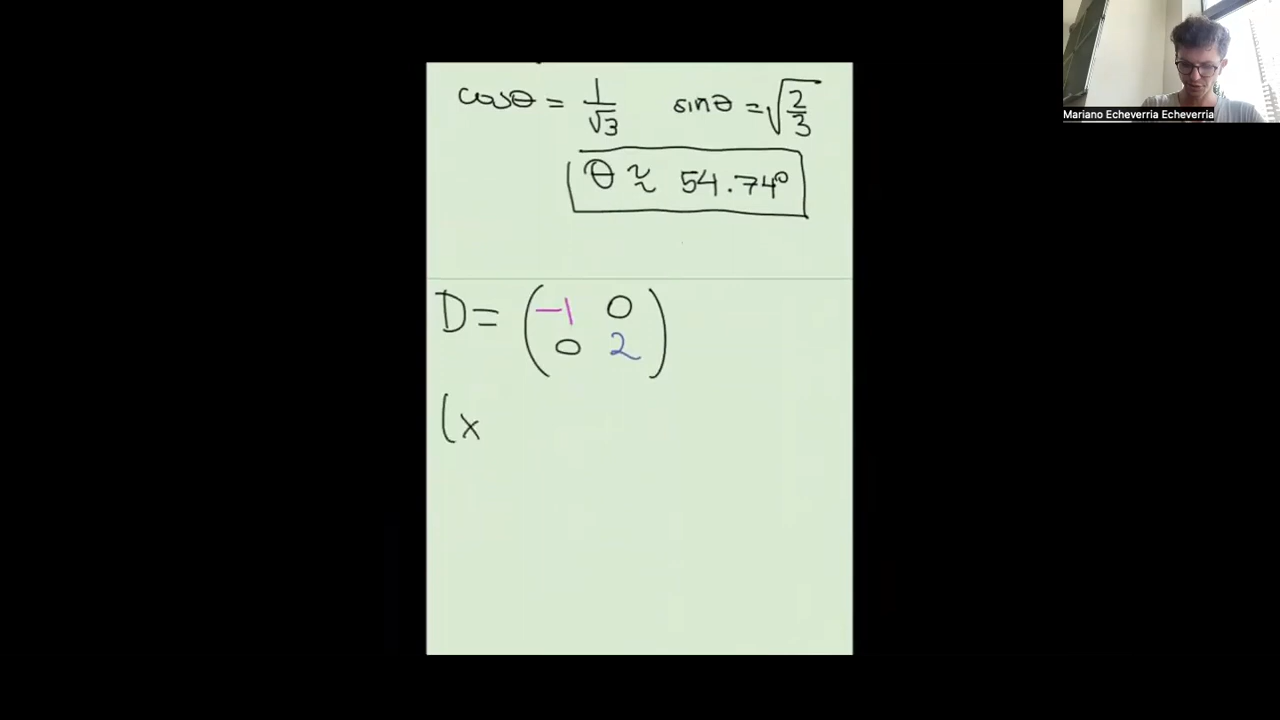 cosθ = 1/√3 sinθ = √(2/3)
θ ≈ 54.74°
D = (-1 0
0 2)
(x
Mariano Echeverria Echeverria